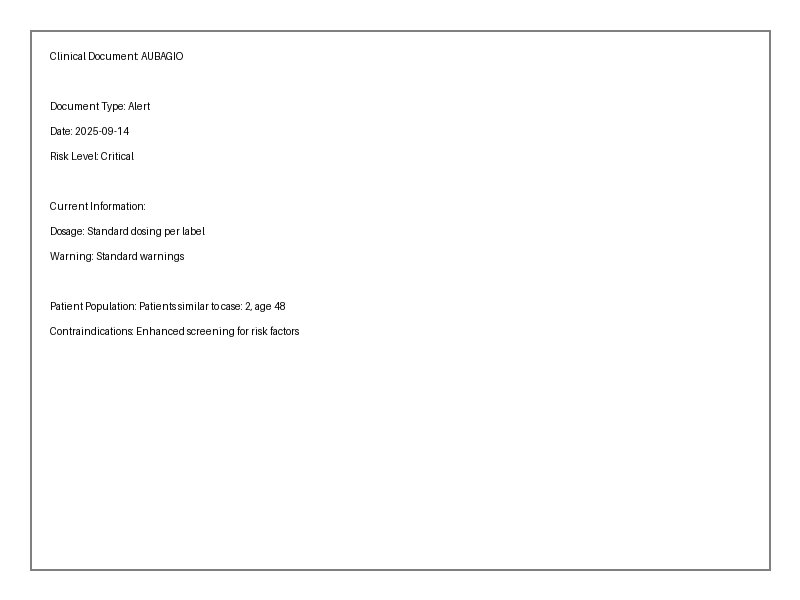 Clinical Document: AUBAGIO
Document Type: Alert
Date: 2025-09-14
Risk Level: Critical
Current Information:
Dosage: Standard dosing per label
Warning: Standard warnings
Patient Population: Patients similar to case: 2, age 48
Contraindications: Enhanced screening for risk factors